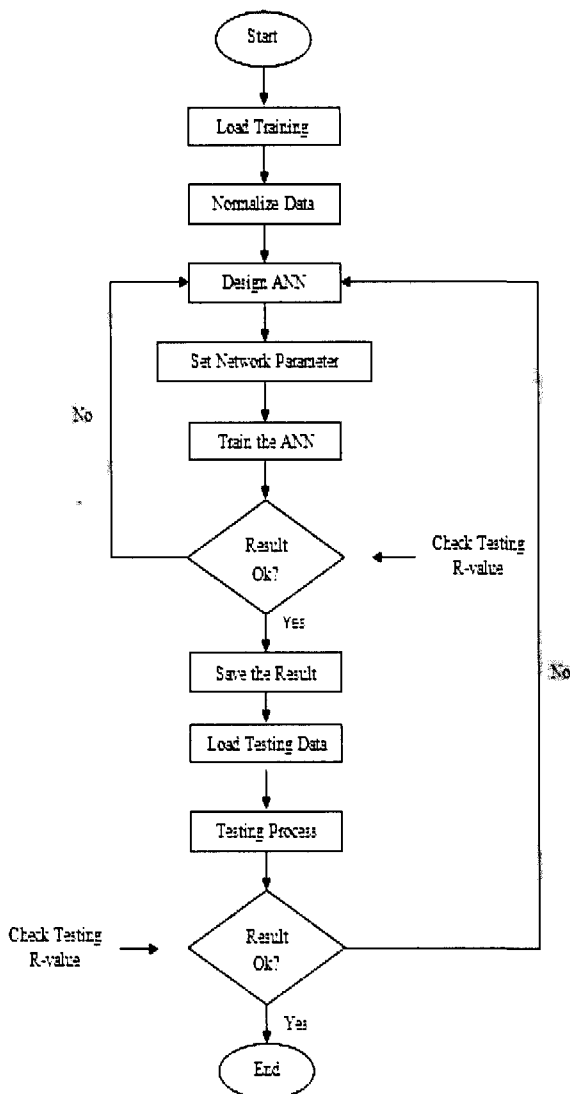 Start
Load Training
Normalize Data
Design ANN
Set Network Parameter
No
Train the ANN
Result
Ok?
Check Testing
R-value
Yes
Save the Result
No
Load Testing Data
Testing Process
Check Testing
R-value
Result
Ok?
Yes
End